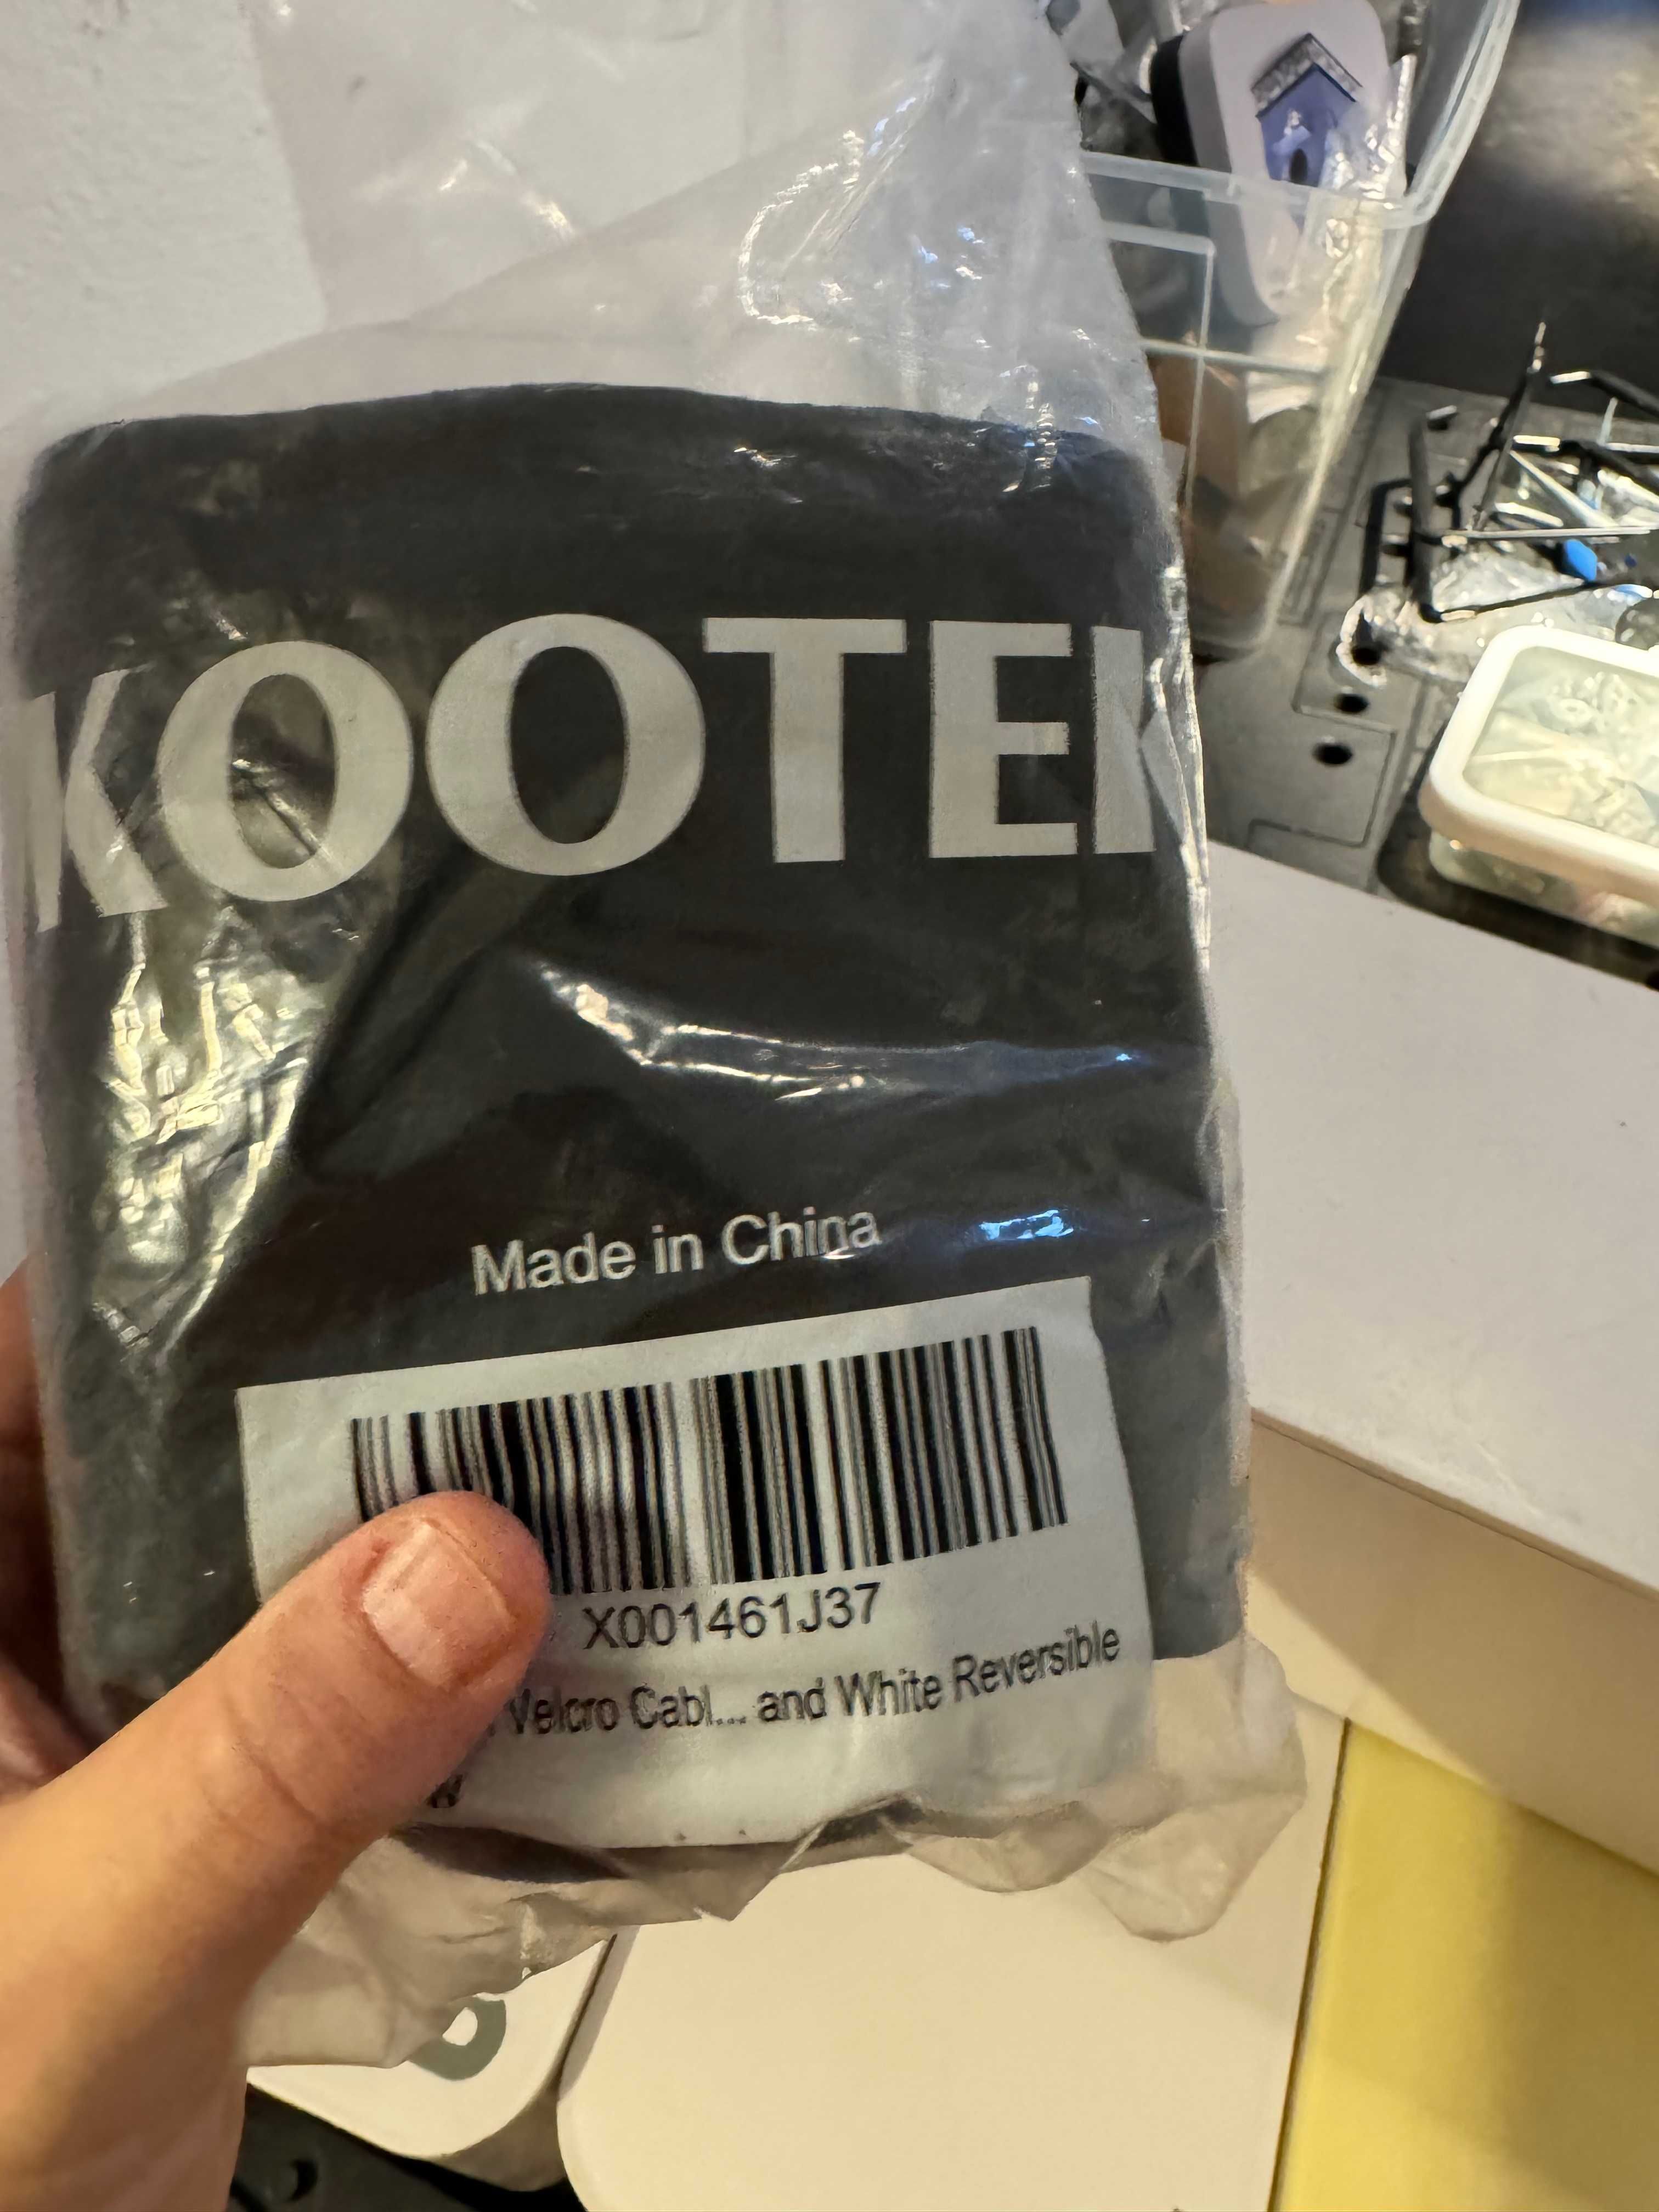 KOOTEK
Made in China
X001461J37
Velcro Cabl... and White Reversible